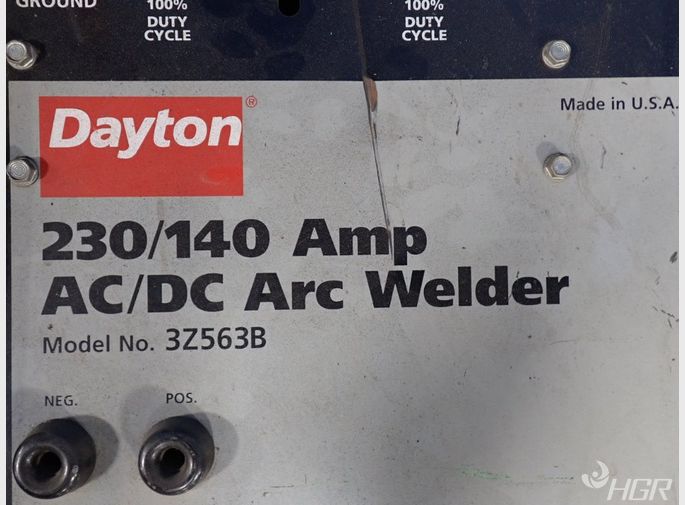 GROUND
100%
DUTY
CYCLE
100%
DUTY
CYCLE
Dayton®
Made in U.S.A.
230/140 Amp
AC/DC Arc Welder
Model No. 3Z563B
NEG.
POS.
HGR